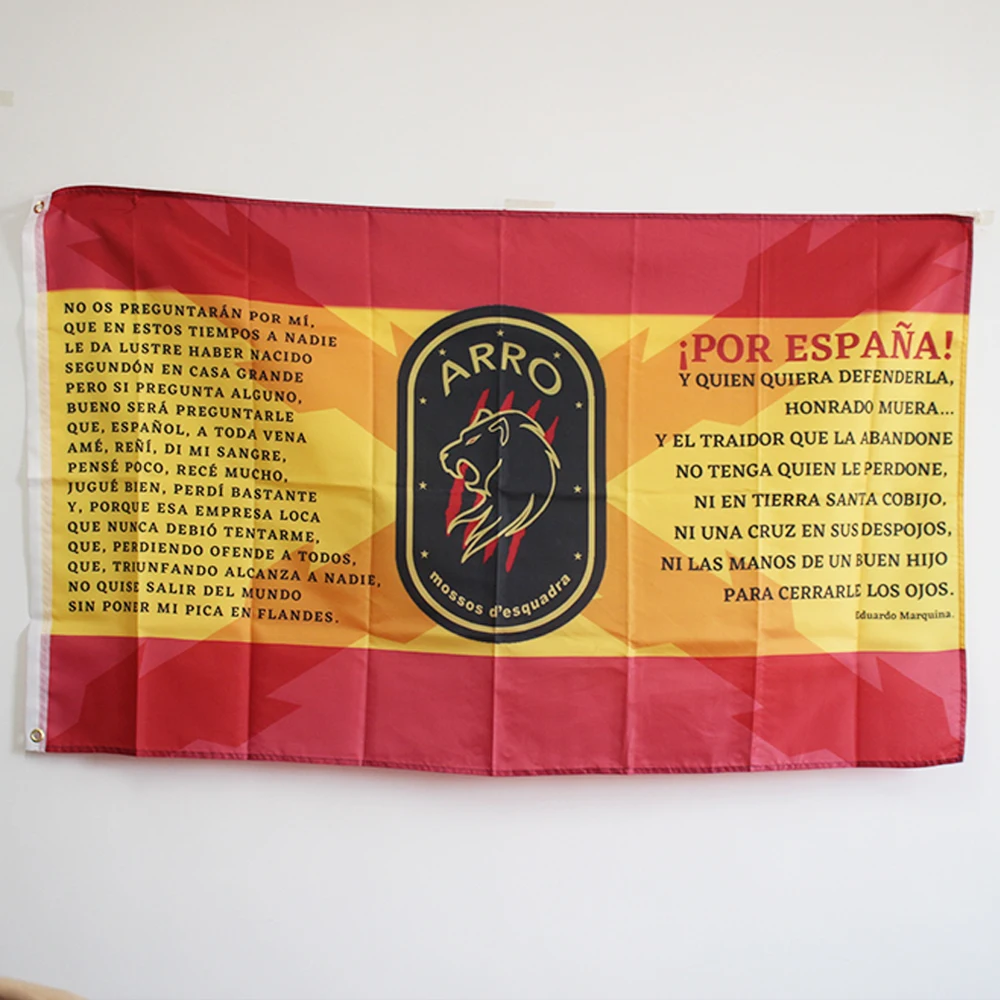 NO OS PREGUNTARÁN POR MÍ,
QUE EN ESTOS TIEMPOS A NADIE
LE DA LUSTRE HABER NACIDO
SEGUNDÓN EN CASA GRANDE
PERO SI PREGUNTA ALGUNO,
BUENO SERÁ PREGUNTARLE
QUE, ESPAÑOL, A TODA VENA
AMÉ, REÑÍ, DI MI SANGRE,
PENSÉ POCO, RECÉ MUCHO,
JUGUÉ BIEN, PERDÍ BASTANTE
Y, PORQUE ESA EMPRESA LOCA
QUE NUNCA DEBIÓ TENTARME,
QUE, PERDIENDO OFENDE A TODOS,
QUE, TRIUNFANDO ALCANZA A NADIE,
NO QUISE SALIR DEL MUNDO
SIN PONER MI PICA EN FLANDES.
ARRO
mossos d'esquadra
¡POR ESPAÑA!
Y QUIEN QUIERA DEFENDERLA,
HONRADO MUERA...
Y EL TRAIDOR QUE LA ABANDONE
NO TENGA QUIEN LE PERDONE,
NI EN TIERRA SANTA COBIJO,
NI UNA CRUZ EN SUS DESPOJOS,
NI LAS MANOS DE UN BUEN HIJO
PARA CERRARLE LOS OJOS.
Eduardo Marquina.